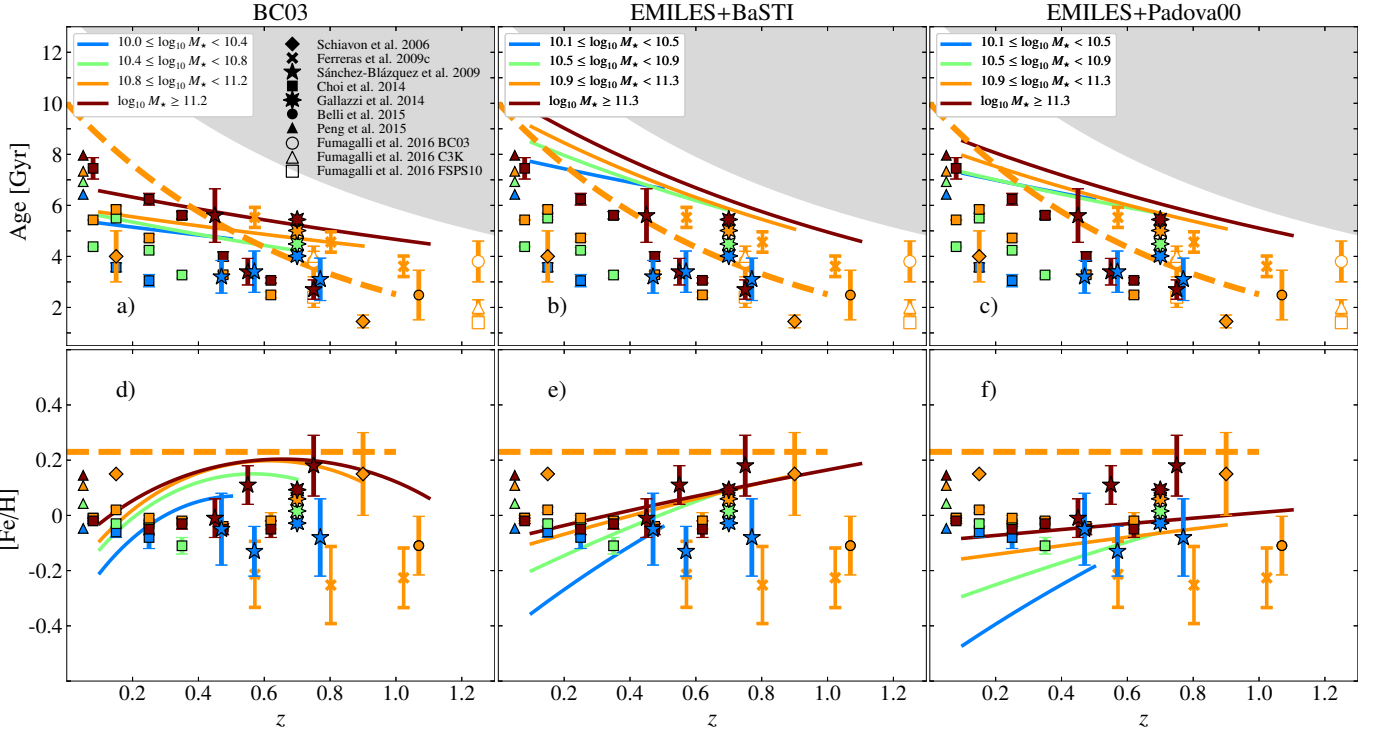 BC03
EMILES+BaSTI
EMILES+Padova00
Age [Gyr]
12
10
8
6
4
2
10.0 ≤ log₁₀ M⋆ < 10.4
10.4 ≤ log₁₀ M⋆ < 10.8
10.8 ≤ log₁₀ M⋆ < 11.2
log₁₀ M⋆ ≥ 11.2
Schiavon et al. 2006
Ferreras et al. 2009c
Sánchez-Blázquez et al. 2009
Choi et al. 2014
Gallazzi et al. 2014
Belli et al. 2015
Peng et al. 2015
Fumagalli et al. 2016 BC03
Fumagalli et al. 2016 C3K
Fumagalli et al. 2016 FSPS10
a)
10.1 ≤ log₁₀ M⋆ < 10.5
10.5 ≤ log₁₀ M⋆ < 10.9
10.9 ≤ log₁₀ M⋆ < 11.3
log₁₀ M⋆ ≥ 11.3
b)
10.1 ≤ log₁₀ M⋆ < 10.5
10.5 ≤ log₁₀ M⋆ < 10.9
10.9 ≤ log₁₀ M⋆ < 11.3
log₁₀ M⋆ ≥ 11.3
c)
[Fe/H]
0.4
0.2
0
-0.2
-0.4
d)
e)
f)
0.2 0.4 0.6 0.8 1.0 1.2
0.2 0.4 0.6 0.8 1.0 1.2
0.2 0.4 0.6 0.8 1.0 1.2
z
z
z